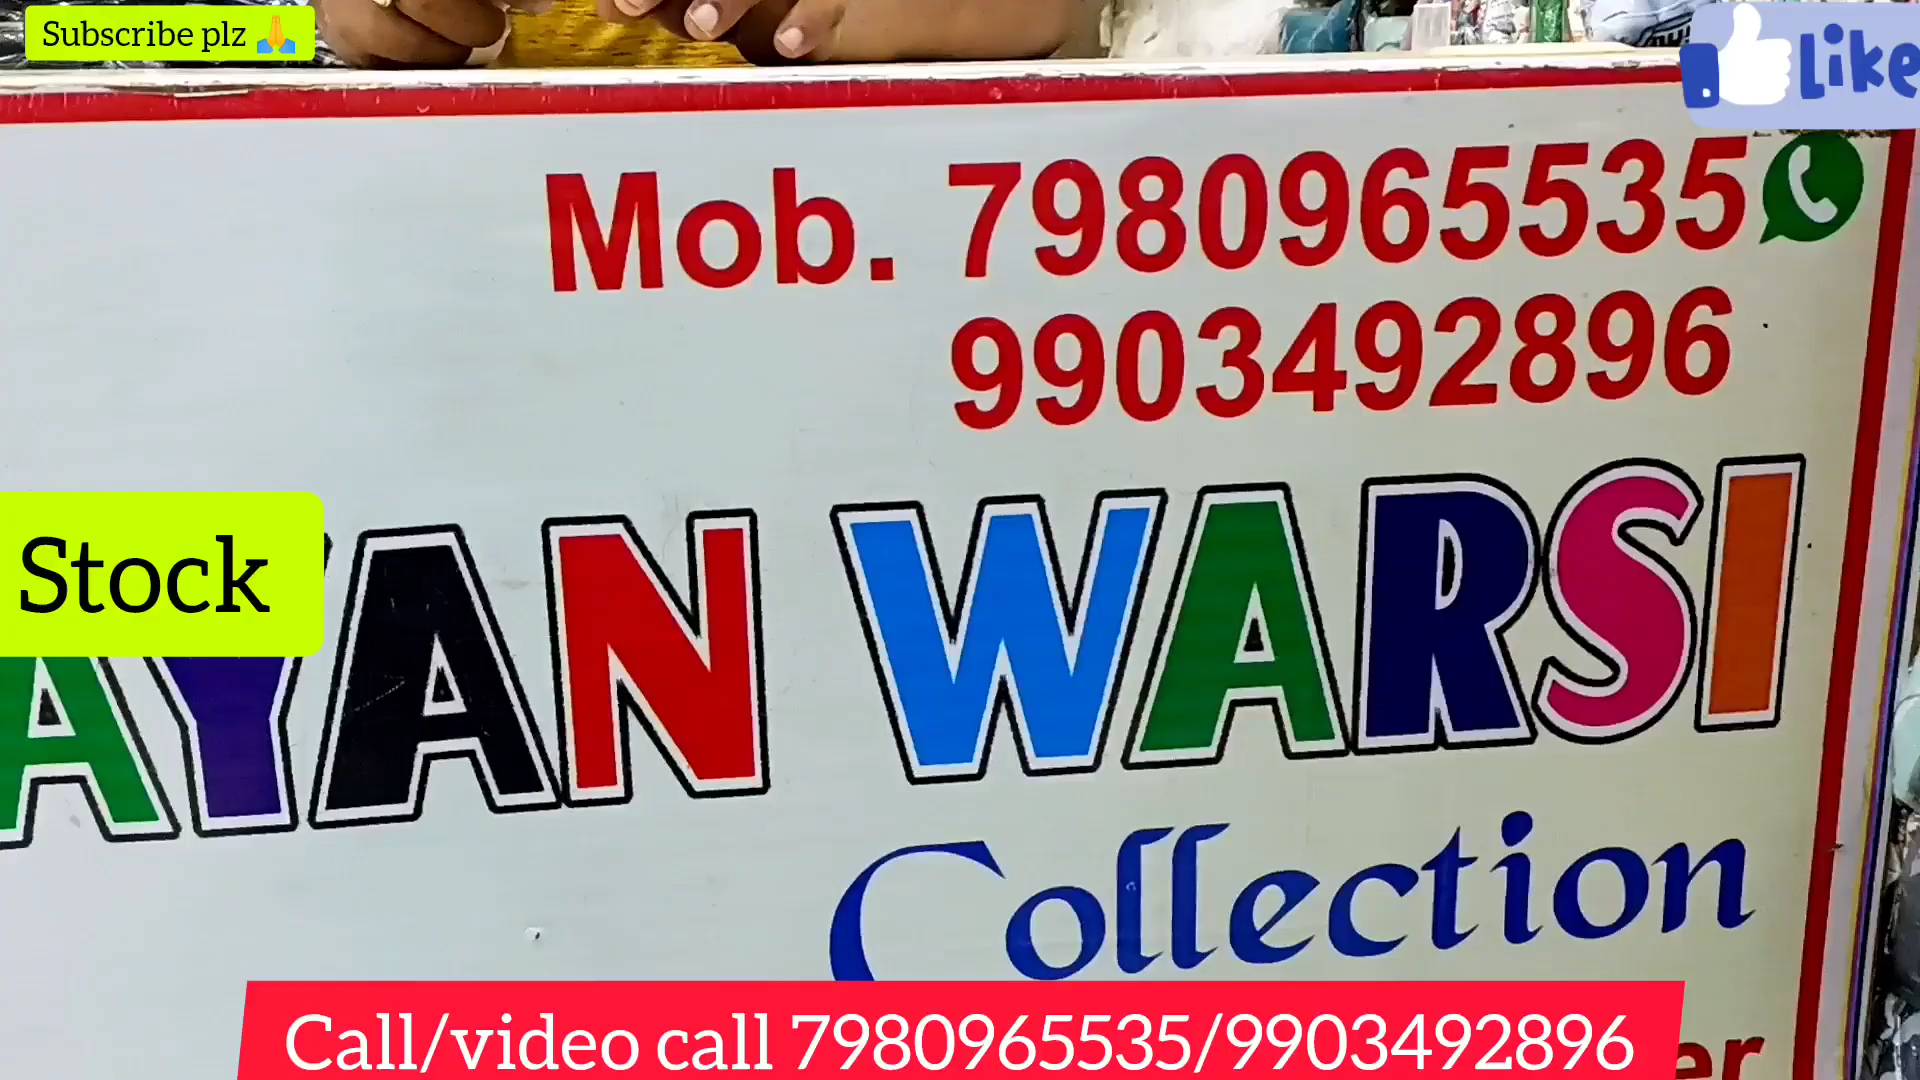 Subscribe plz 🙏
Like
Mob. 7980965535
9903492896
Stock
AYAN WARSI
Collection
Call/video call 7980965535/9903492896